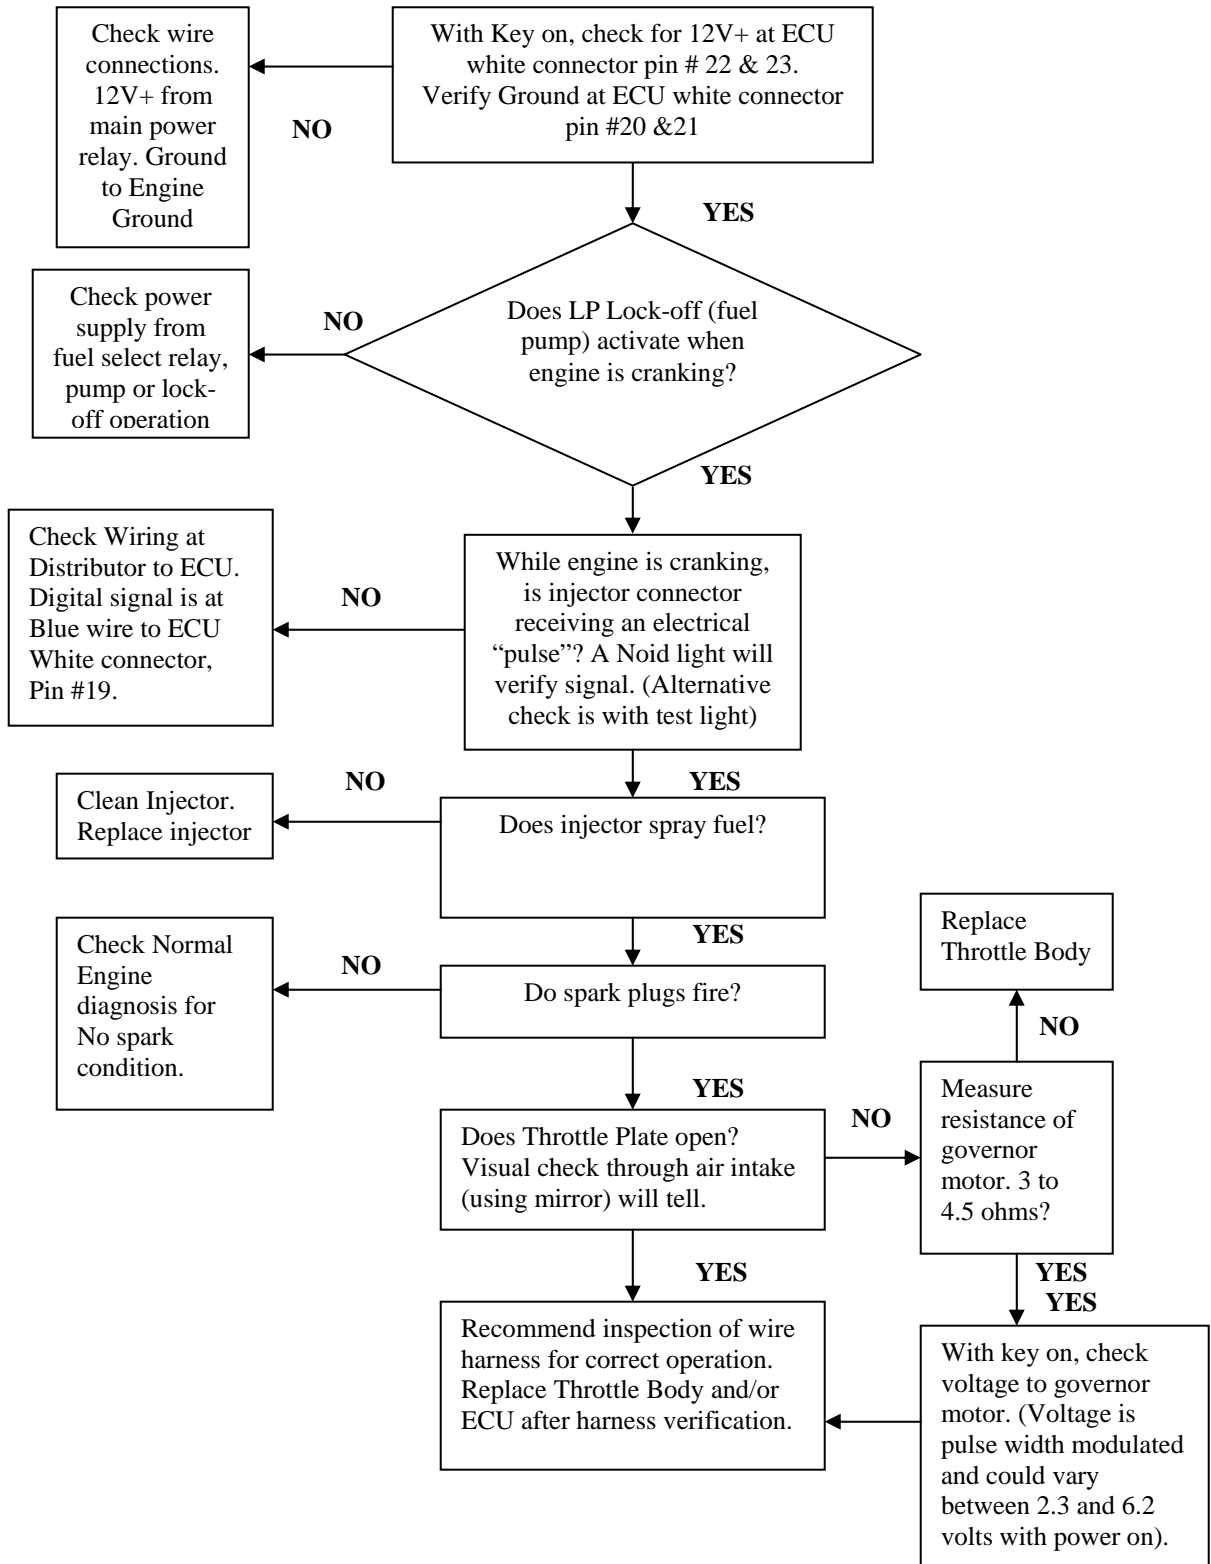 Check wire
connections.
12V+ from
main power
relay. Ground
to Engine
Ground
NO
With Key on, check for 12V+ at ECU
white connector pin # 22 & 23.
Verify Ground at ECU white connector
pin #20 &21
YES
Check power
supply from
fuel select relay,
pump or lock-
off operation
NO
Does LP Lock-off (fuel
pump) activate when
engine is cranking?
YES
Check Wiring at
Distributor to ECU.
Digital signal is at
Blue wire to ECU
White connector,
Pin #19.
NO
While engine is cranking,
is injector connector
receiving an electrical
“pulse”? A Noid light will
verify signal. (Alternative
check is with test light)
YES
Clean Injector.
Replace injector
NO
Does injector spray fuel?
YES
Check Normal
Engine
diagnosis for
No spark
condition.
NO
Do spark plugs fire?
YES
Replace
Throttle Body
NO
Does Throttle Plate open?
Visual check through air intake
(using mirror) will tell.
NO
Measure
resistance of
governor
motor. 3 to
4.5 ohms?
YES
YES
YES
Recommend inspection of wire
harness for correct operation.
Replace Throttle Body and/or
ECU after harness verification.
With key on, check
voltage to governor
motor. (Voltage is
pulse width modulated
and could vary
between 2.3 and 6.2
volts with power on).